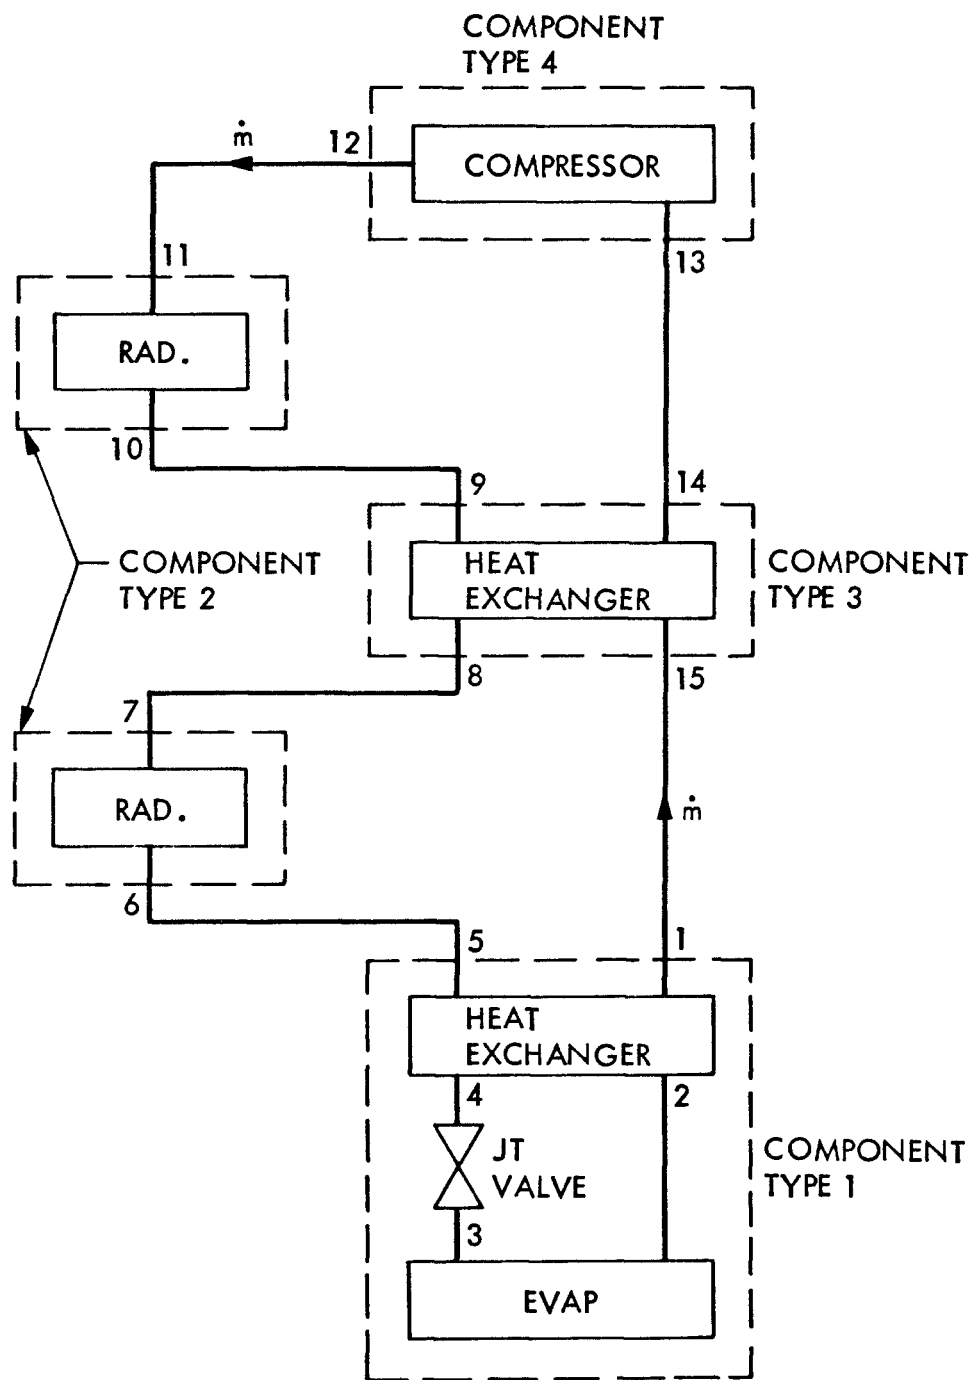 COMPONENT
TYPE 4
ṁ
12
COMPRESSOR
11
13
RAD.
10
9
14
COMPONENT
TYPE 2
HEAT
EXCHANGER
COMPONENT
TYPE 3
8
15
7
RAD.
ṁ
6
5
1
HEAT
EXCHANGER
4
2
JT
VALVE
COMPONENT
TYPE 1
3
EVAP